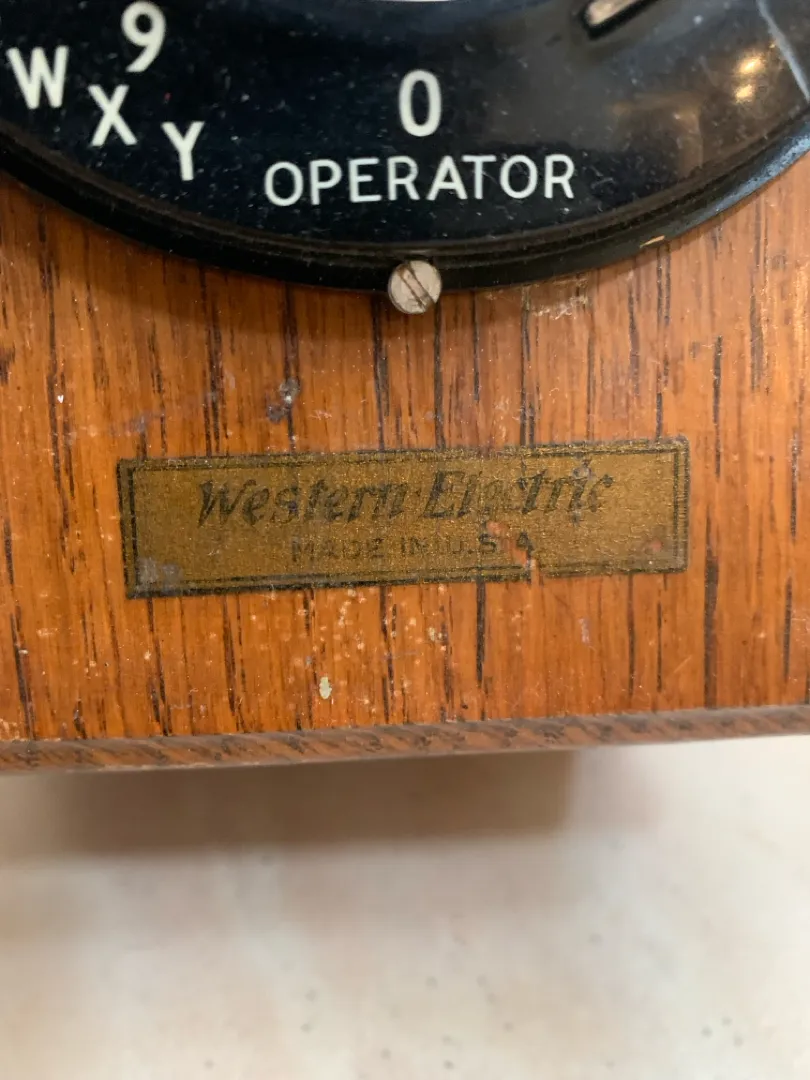 9
W X Y
0
OPERATOR
Western Electric
MADE IN U.S.A